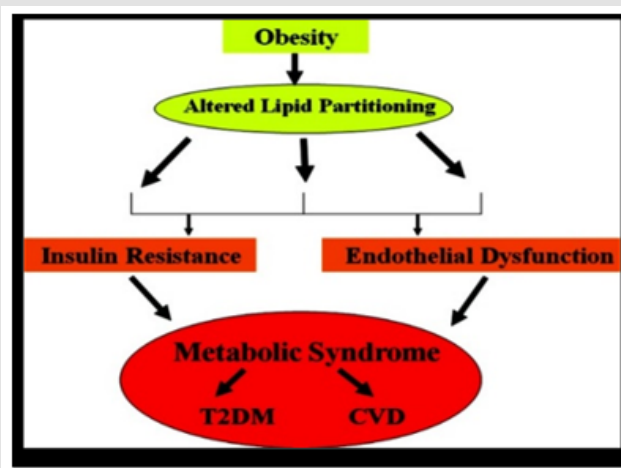 Obesity
Altered Lipid Partitioning
Insulin Resistance
Endothelial Dysfunction
Metabolic Syndrome
T2DM
CVD